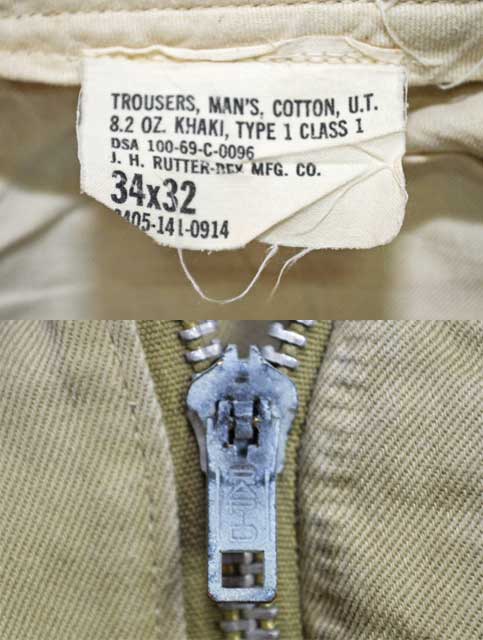 TROUSERS, MAN'S, COTTON, U.T.
8.2 OZ. KHAKI, TYPE 1 CLASS 1
DSA 100-69-C-0096
J. H. RUTTER-REX MFG. CO.
34x32
8405-141-0914